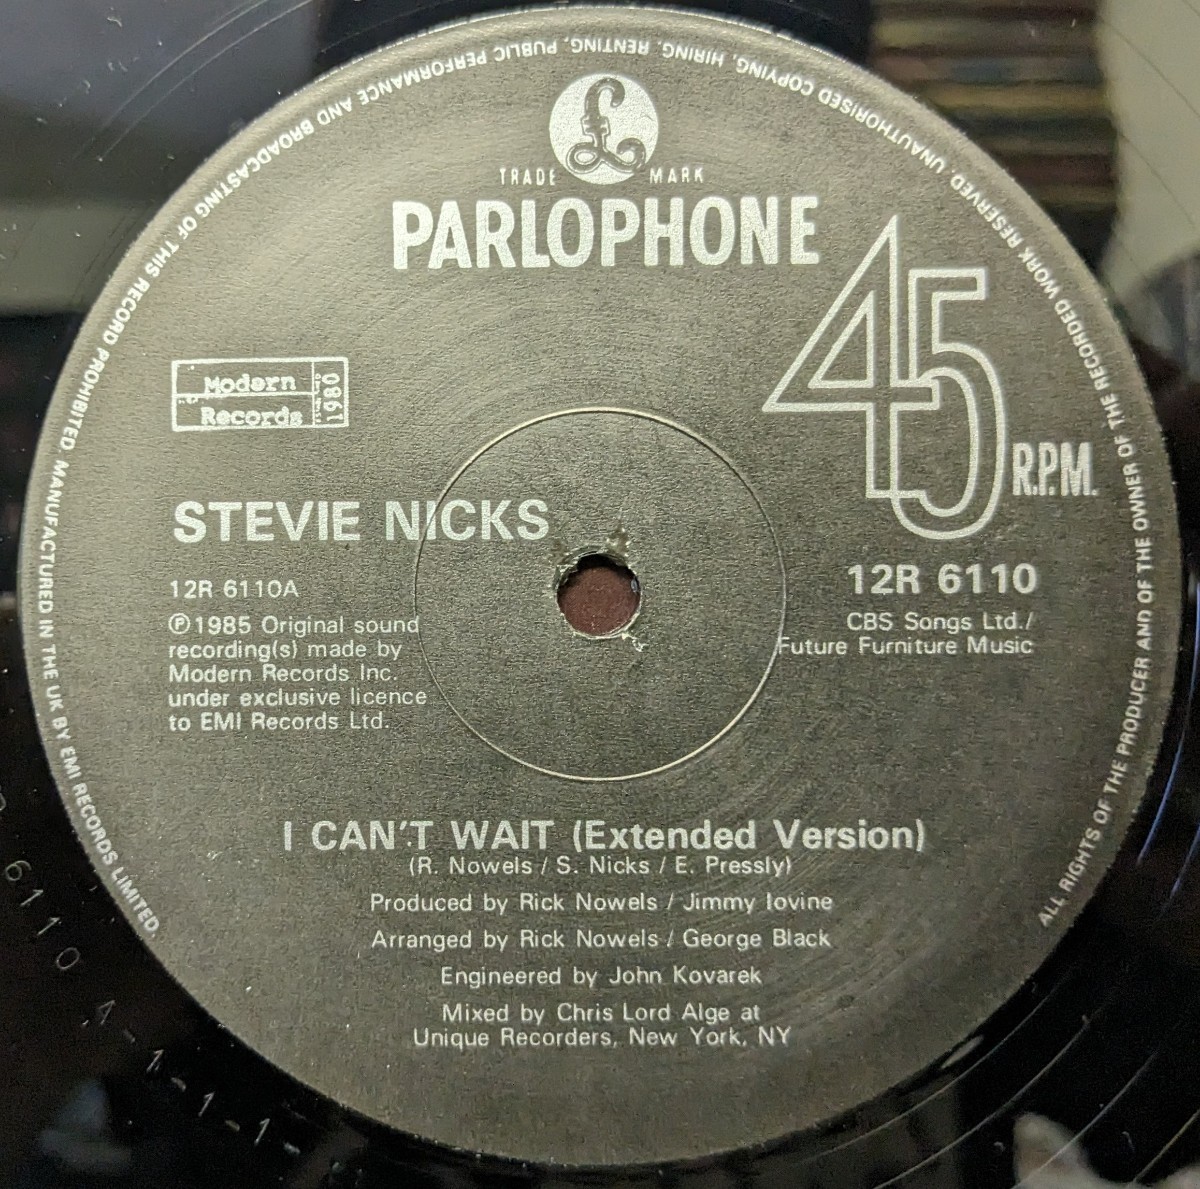 ALL RIGHTS OF THE PRODUCER AND OF THE OWNER OF THE RECORDED WORK RESERVED. UNAUTHORISED COPYING, HIRING, RENTING, PUBLIC PERFORMANCE AND BROADCASTING OF THIS RECORD PROHIBITED. MANUFACTURED IN THE UK BY EMI RECORDS LIMITED.
£
TRADE MARK
PARLOPHONE
45
R.P.M.
Modern
Records
1980
STEVIE NICKS
12R 6110A
℗1985 Original sound
recording(s) made by
Modern Records Inc.
under exclusive licence
to EMI Records Ltd.
12R 6110
CBS Songs Ltd./
Future Furniture Music
I CAN'T WAIT (Extended Version)
(R. Nowels / S. Nicks / E. Pressly)
Produced by Rick Nowels / Jimmy Iovine
Arranged by Rick Nowels / George Black
Engineered by John Kovarek
Mixed by Chris Lord Alge at
Unique Recorders, New York, NY
6110 A-1-1-1-